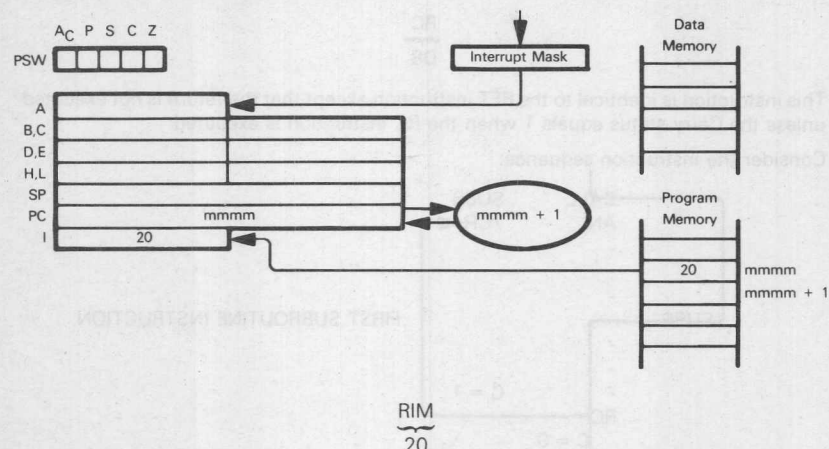 AC P S C Z
PSW
Interrupt Mask
Data
Memory
A
B,C
D,E
H,L
SP
PC mmmm mmmm + 1
I 20
Program
Memory
20 mmmm
mmmm + 1
RIM
20